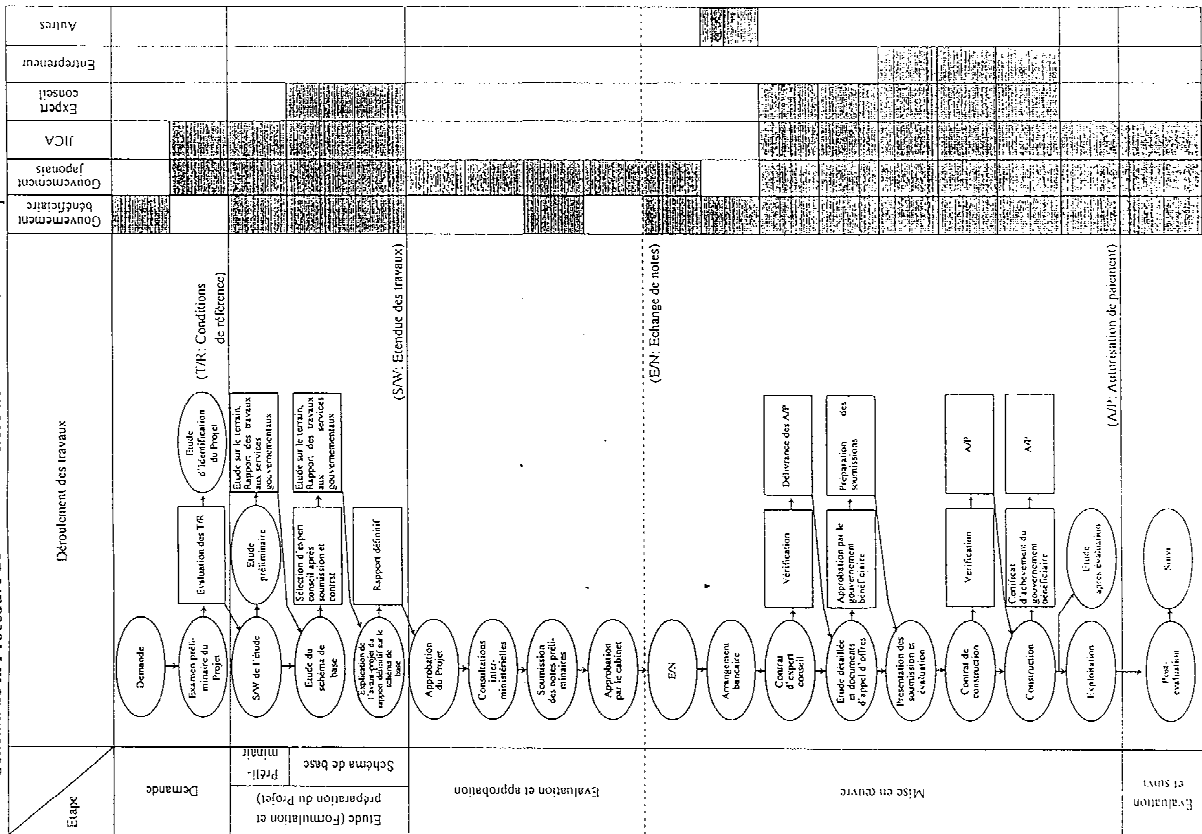 Etape
Déroulement des travaux
Gouvernement
bénéficiaire
Gouvernement
japonais
JICA
Expert
conseil
Entrepreneur
Autres
Demande
Demande
Examen préli-
minaire du
Projet
Evaluation des T/R
Etude
d'identification
du Projet
(T/R: Conditions
de référence)
Etude (Formulation et
préparation du Projet)
Préli-
minair
S/W de l'étude
Etude
préliminaire
Etude sur le terrain,
Rapport des travaux
aux services
gouvernementaux
Schéma de base
Etude du
schéma de
base
Sélection d'expert
conseil après
soumission et
contrat
Etude sur le terrain,
Rapport des travaux
aux services
gouvernementaux
Explication de
l'avant-projet du
rapport définitif sur le
schéma de
base
Rapport définitif
(S/W: Etendue des travaux)
Evaluation et approbation
Approbation
du Projet
Consultations
inter-
ministérielles
Soumission
des notes préli-
minaires
Approbation
par le cabinet
(E/N: Echange de notes)
Mise en œuvre
E/N
Arrangement
bancaire
Contrat
d'expert
conseil
Vérification
Délivrance des A/P
Etude détaillée
et documents
d'appel d'offres
Approbation par le
gouvernement
bénéficiaire
Préparation des
soumissions
Présentation des
soumissions et
évaluation
Contrat de
construction
Vérification
A/P
Construction
Certificat
d'achèvement du
gouvernement
bénéficiaire
A/P
Exploitation
Etude
après évaluation
(A/P: Autorisation de paiement)
Evaluation
et suivi
Post-
évaluation
Suivi